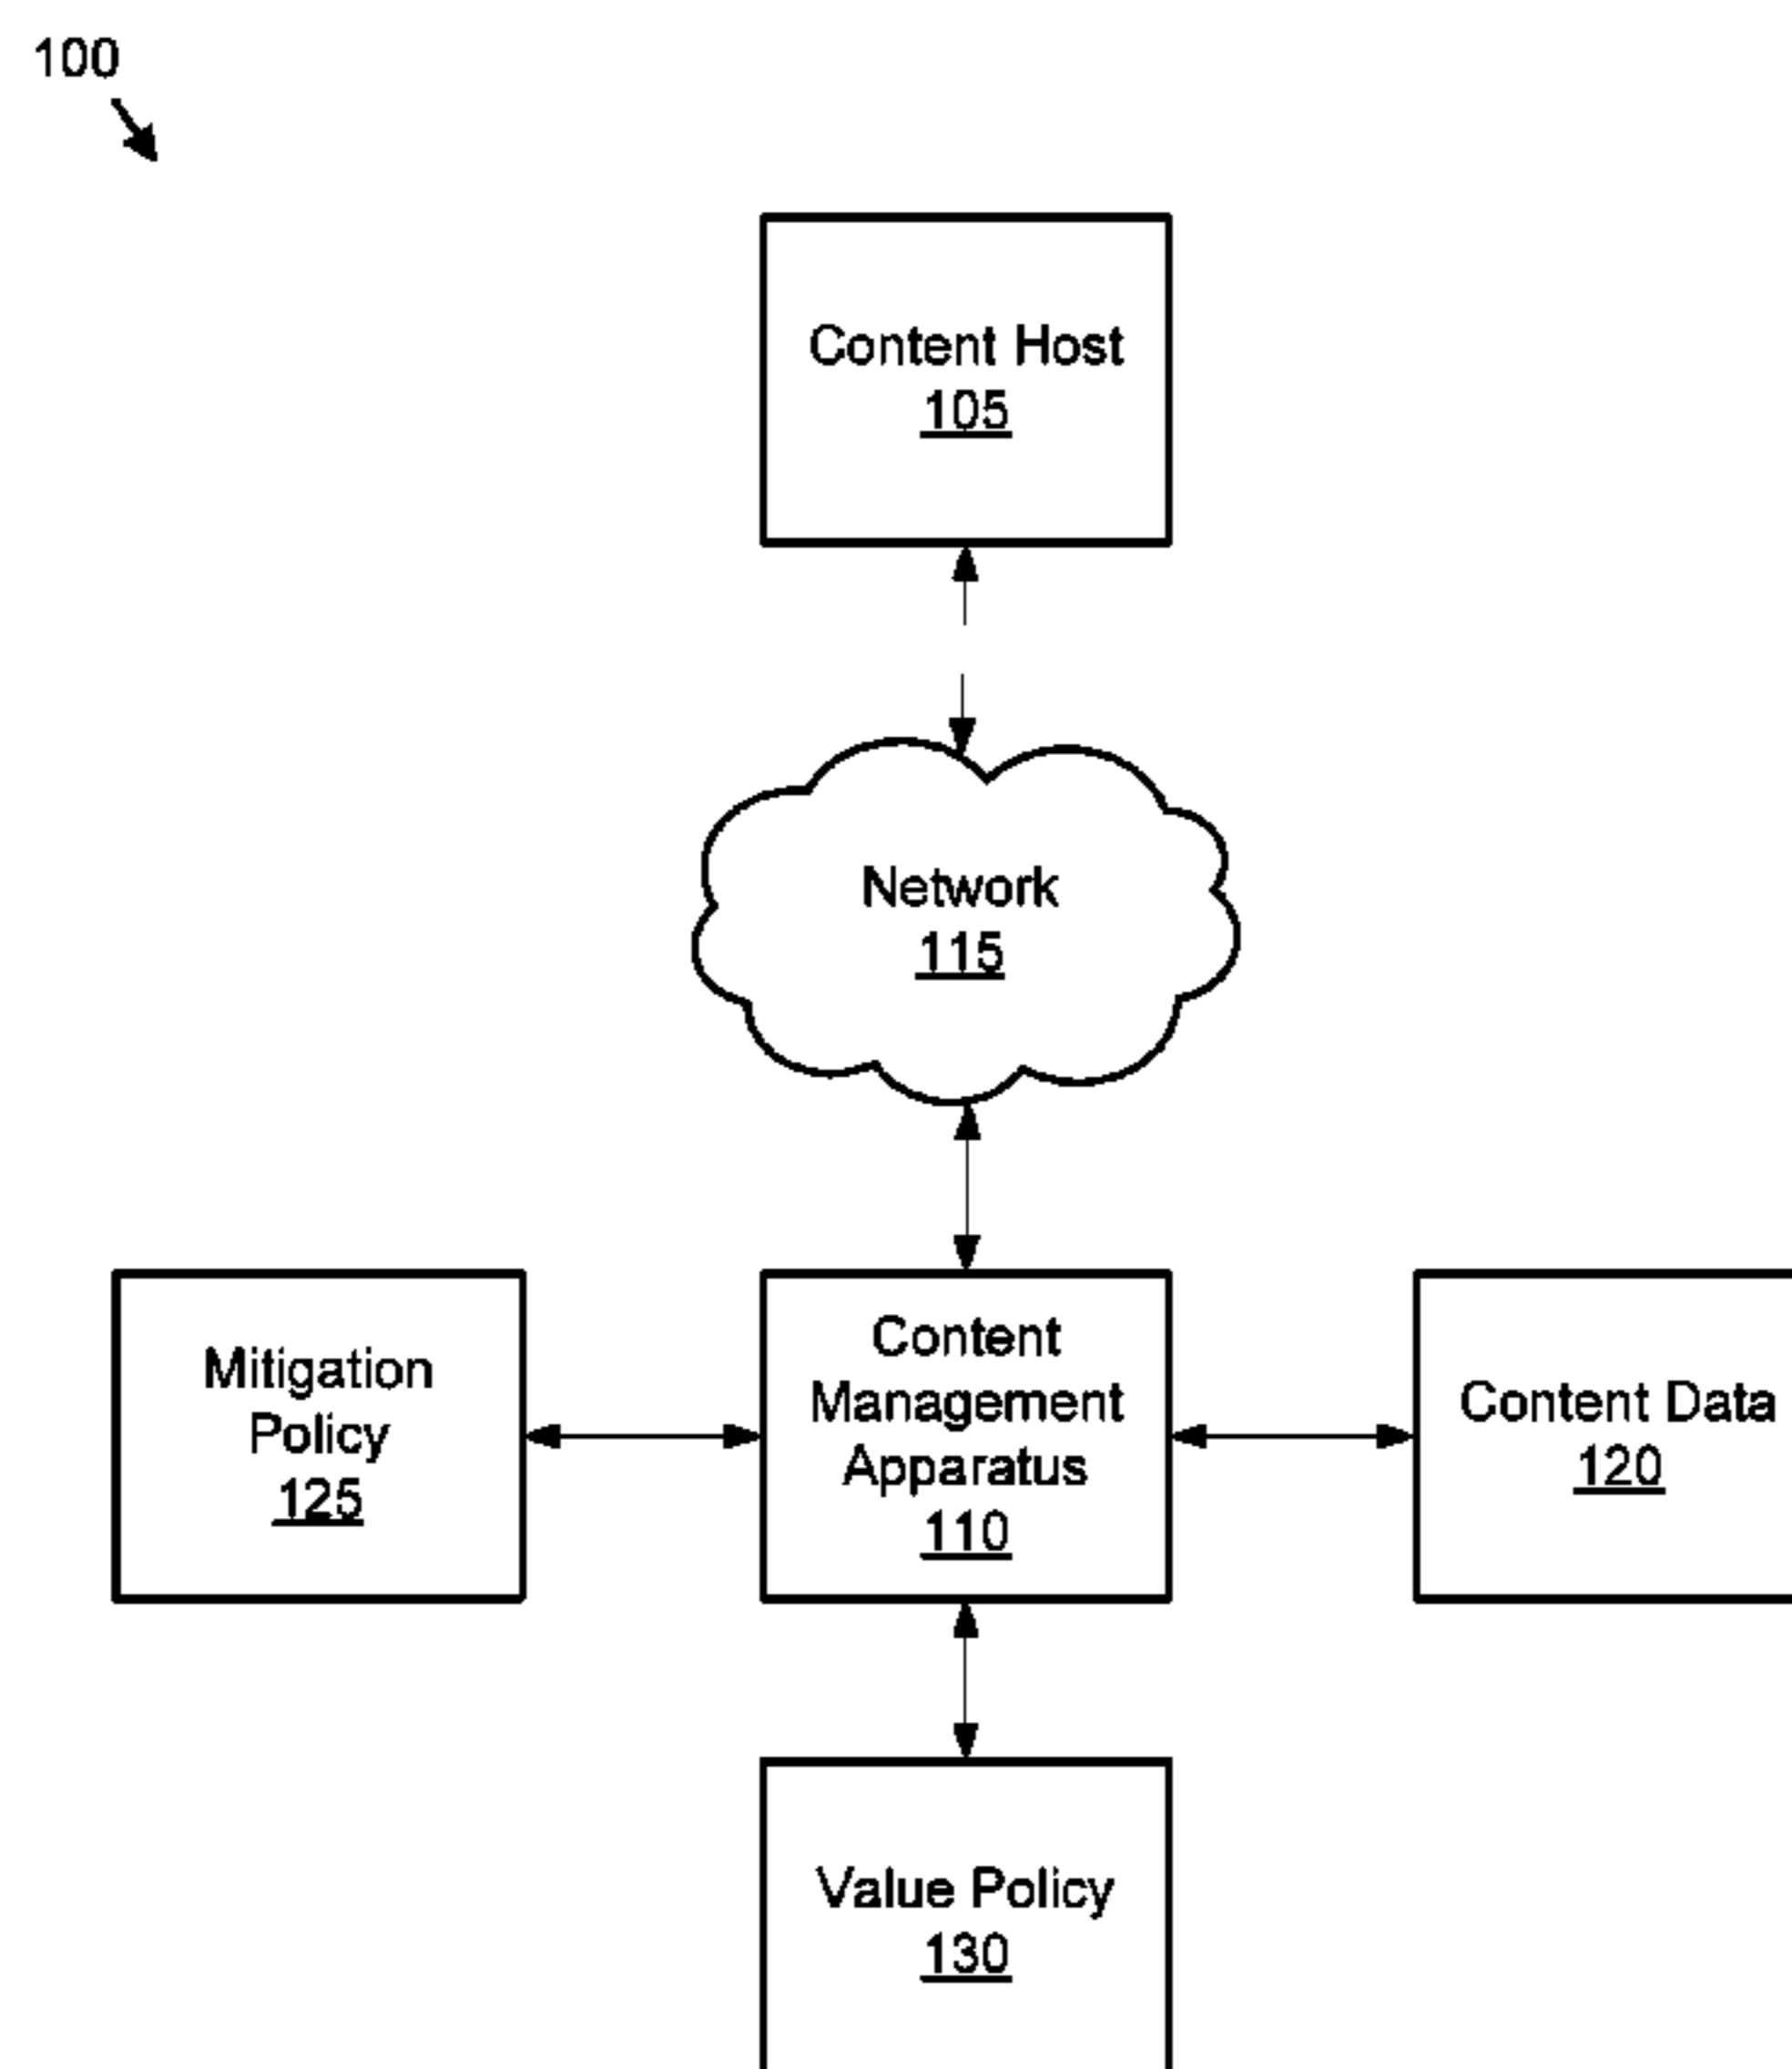 100
Content Host
105
Network
115
Mitigation
Policy
125
Content
Management
Apparatus
110
Content Data
120
Value Policy
130